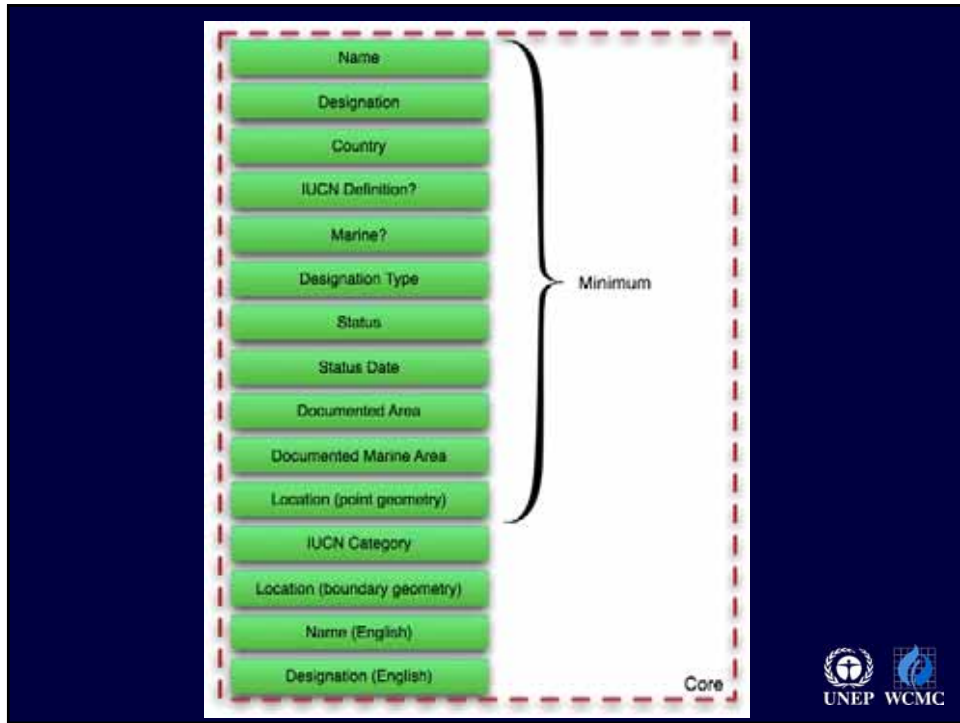 Name
Designation
Country
IUCN Definition?
Marine?
Designation Type
Minimum
Status
Status Date
Documented Area
Documented Marine Area
Location (point geometry)
IUCN Category
Location (boundary geometry)
Name (English)
Designation (English)
Core
UNEP WCMC